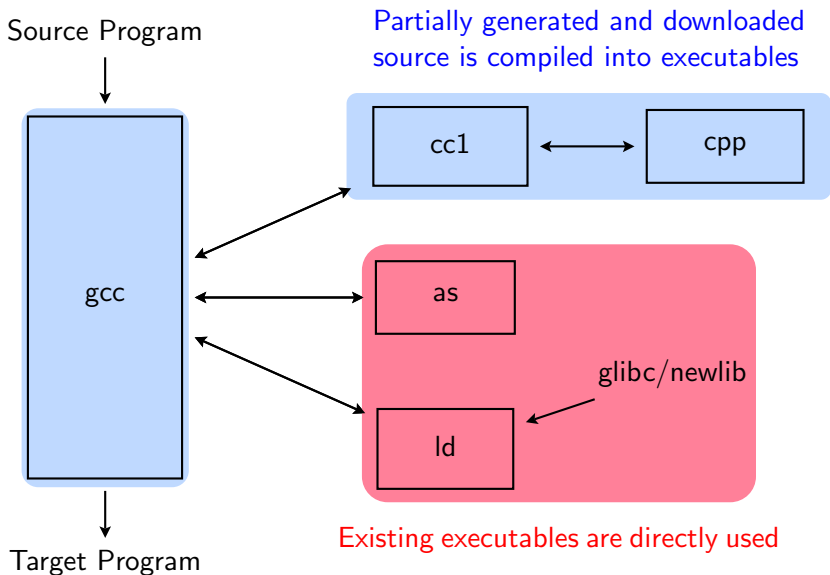 Source Program
Partially generated and downloaded
source is compiled into executables
cc1
cpp
gcc
as
glibc/newlib
ld
Existing executables are directly used
Target Program